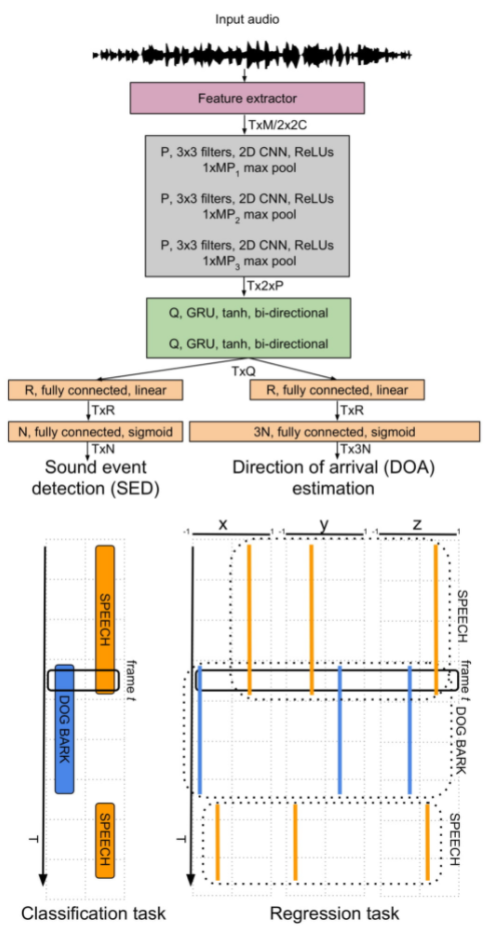 Input audio
Feature extractor
TxM/2x2C
P, 3x3 filters, 2D CNN, ReLUs
1xMP1 max pool
P, 3x3 filters, 2D CNN, ReLUs
1xMP2 max pool
P, 3x3 filters, 2D CNN, ReLUs
1xMP3 max pool
Tx2xP
Q, GRU, tanh, bi-directional
Q, GRU, tanh, bi-directional
TxQ
R, fully connected, linear
R, fully connected, linear
TxR
TxR
N, fully connected, sigmoid
3N, fully connected, sigmoid
TxN
Tx3N
Sound event
detection (SED)
Direction of arrival (DOA)
estimation
x
y
z
-1
1
-1
1
-1
1
SPEECH
frame t
DOG BARK
SPEECH
T
SPEECH
frame t
DOG BARK
SPEECH
T
Classification task
Regression task